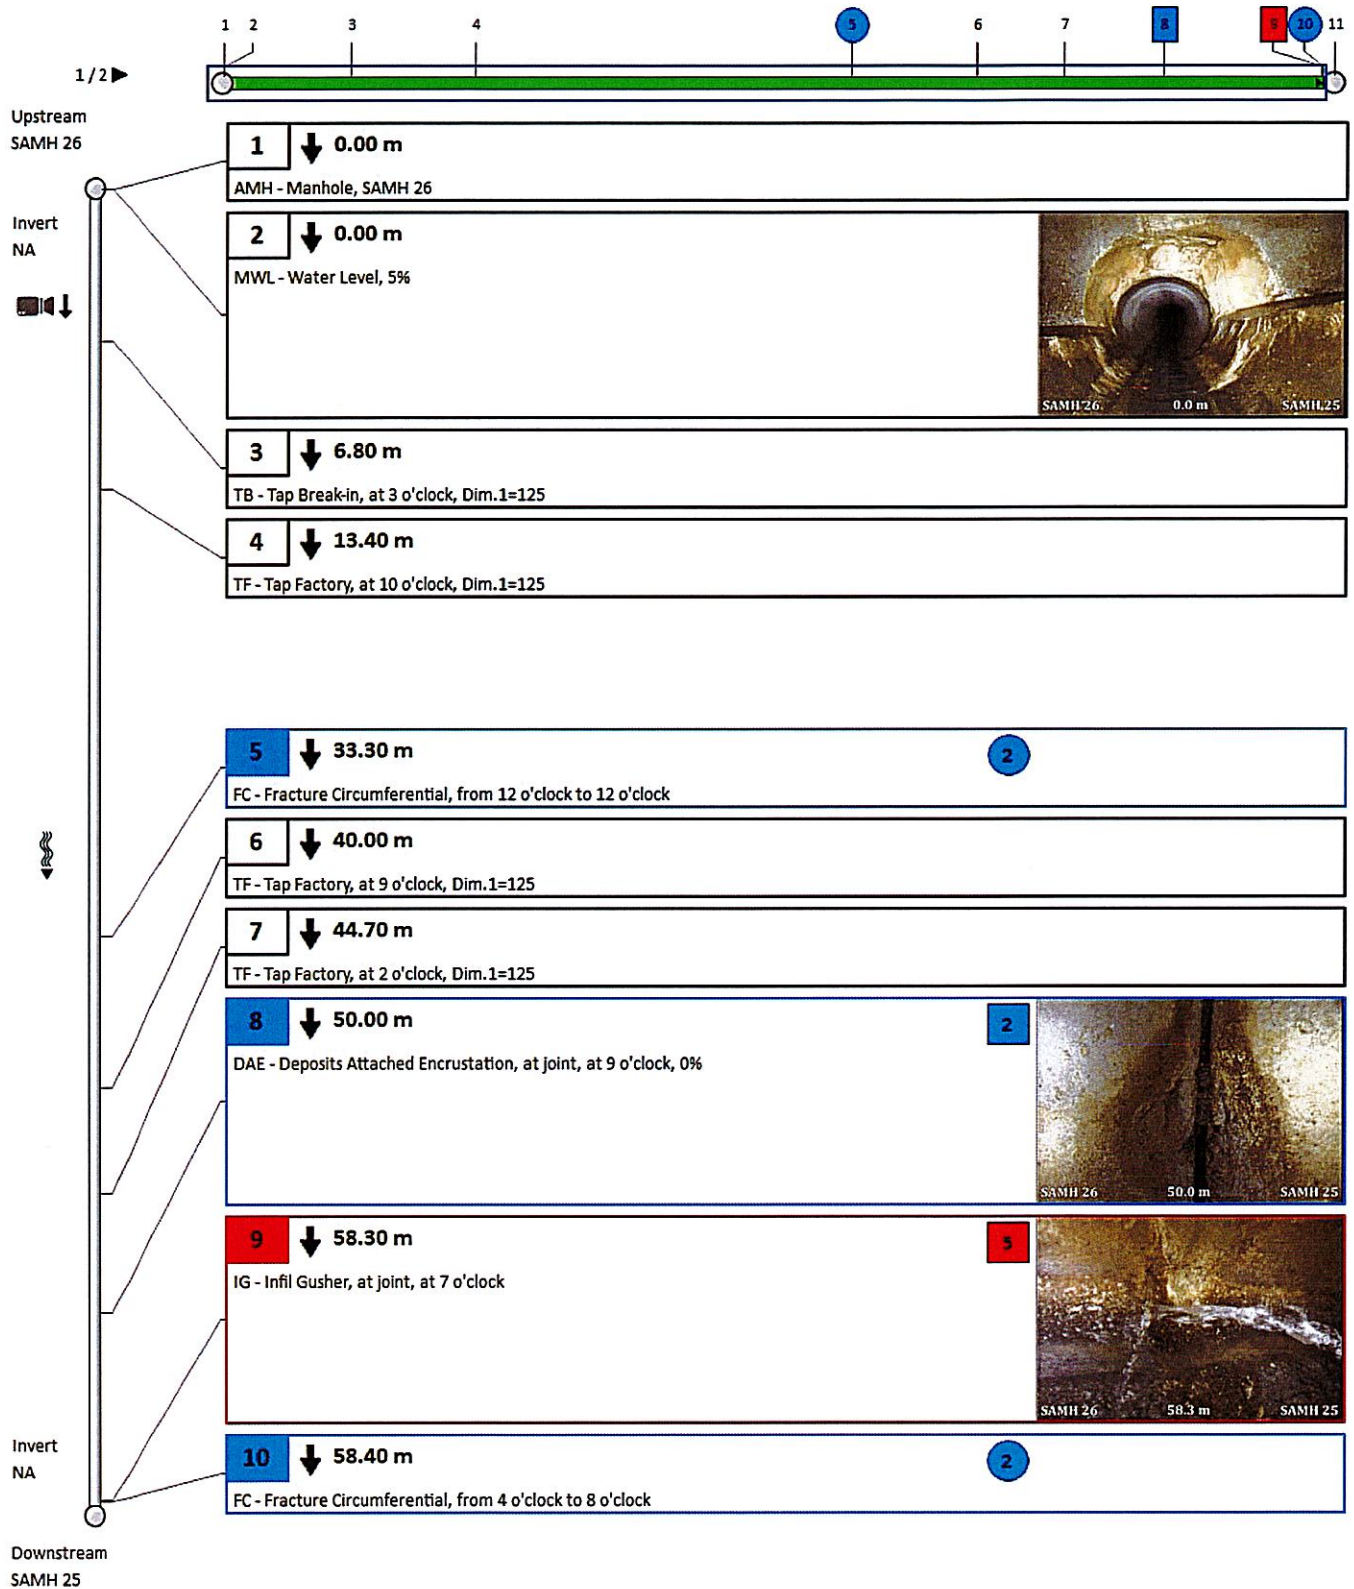 1 2 3 4 5 6 7 8 9 10 11
1 / 2
Upstream
SAMH 26
1 0.00 m
AMH - Manhole, SAMH 26
Invert
NA
2 0.00 m
MWL - Water Level, 5%
SAMH 26 0.0 m SAMH 25
3 6.80 m
TB - Tap Break-in, at 3 o'clock, Dim.1=125
4 13.40 m
TF - Tap Factory, at 10 o'clock, Dim.1=125
5 33.30 m 2
FC - Fracture Circumferential, from 12 o'clock to 12 o'clock
6 40.00 m
TF - Tap Factory, at 9 o'clock, Dim.1=125
7 44.70 m
TF - Tap Factory, at 2 o'clock, Dim.1=125
8 50.00 m 2
DAE - Deposits Attached Encrustation, at joint, at 9 o'clock, 0%
SAMH 26 50.0 m SAMH 25
9 58.30 m 5
IG - Infil Gusher, at joint, at 7 o'clock
SAMH 26 58.3 m SAMH 25
Invert
NA
10 58.40 m 2
FC - Fracture Circumferential, from 4 o'clock to 8 o'clock
Downstream
SAMH 25